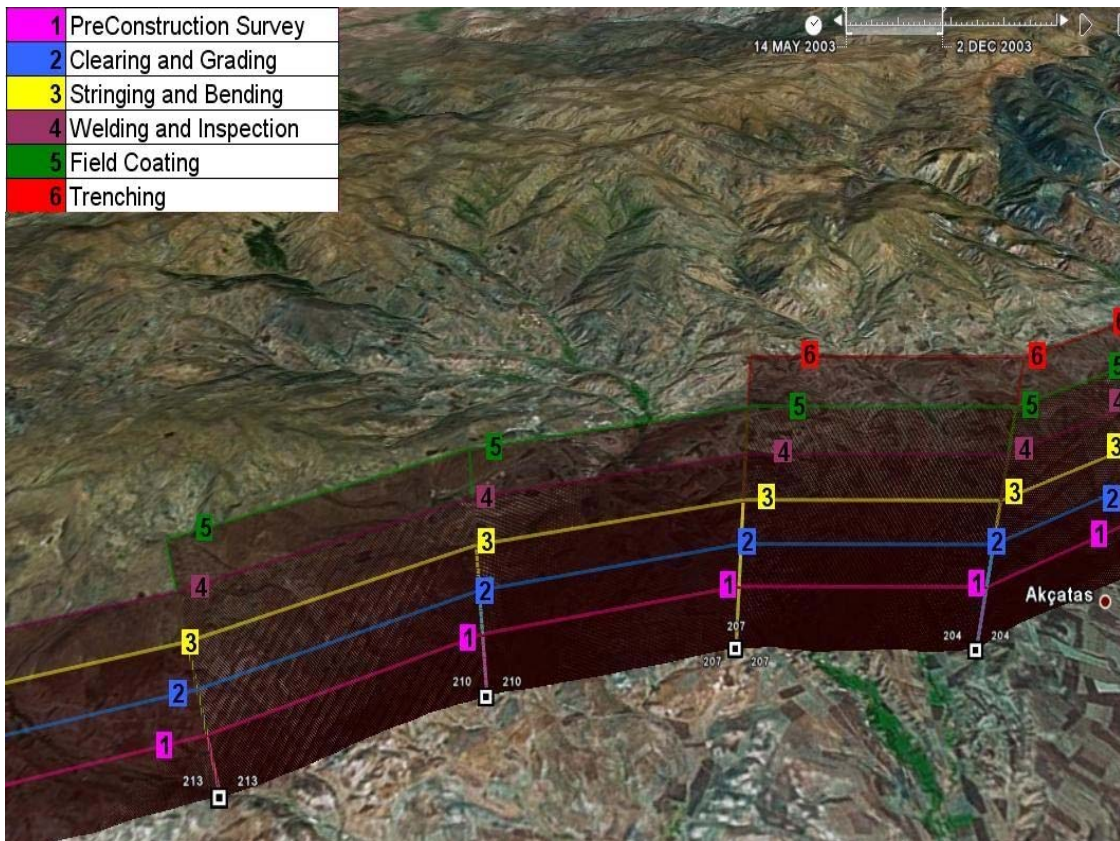 1 PreConstruction Survey
2 Clearing and Grading
3 Stringing and Bending
4 Welding and Inspection
5 Field Coating
6 Trenching
14 MAY 2003
2 DEC 2003
6 6
5 5 5 5 5
4 4 4 4 4
3 3 3 3 3
2 2 2 2 2
1 1 1 1 1
Akçatas
207
204 204
207 207
210 210
213 213